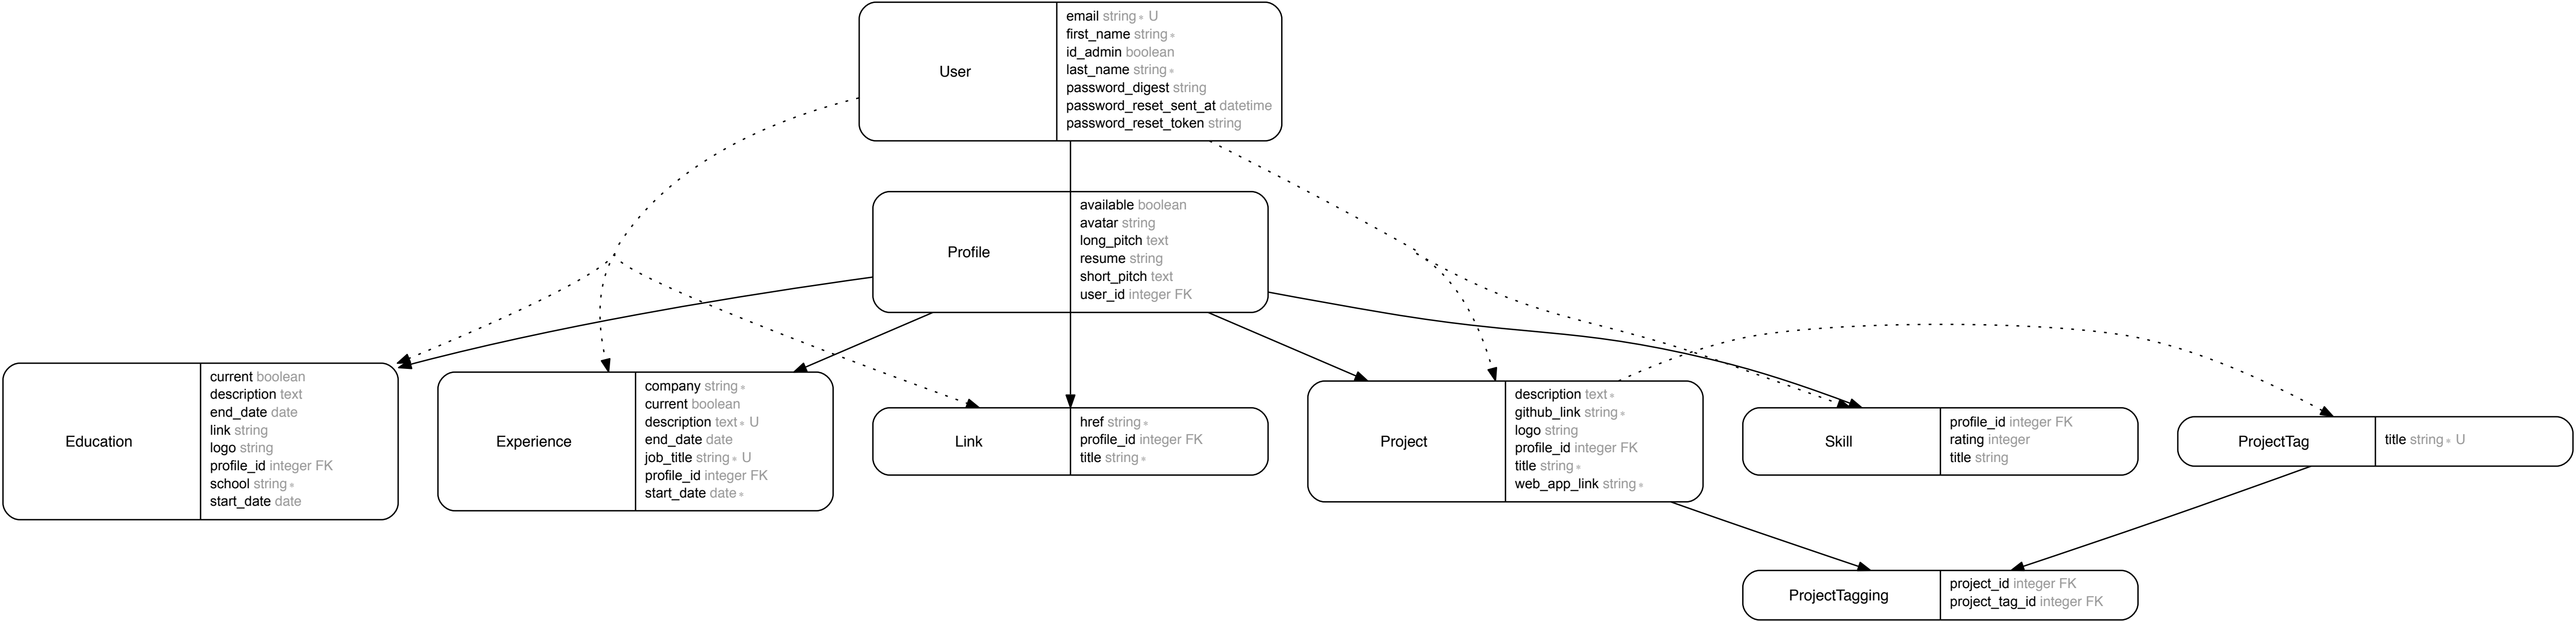 User
email string∗ U
first_name string∗
id_admin boolean
last_name string∗
password_digest string
password_reset_sent_at datetime
password_reset_token string
Profile
available boolean
avatar string
long_pitch text
resume string
short_pitch text
user_id integer FK
Education
current boolean
description text
end_date date
link string
logo string
profile_id integer FK
school string∗
start_date date
Experience
company string∗
current boolean
description text∗ U
end_date date
job_title string∗ U
profile_id integer FK
start_date date∗
Link
href string∗
profile_id integer FK
title string∗
Project
description text∗
github_link string∗
logo string
profile_id integer FK
title string∗
web_app_link string∗
Skill
profile_id integer FK
rating integer
title string
ProjectTag
title string∗ U
ProjectTagging
project_id integer FK
project_tag_id integer FK